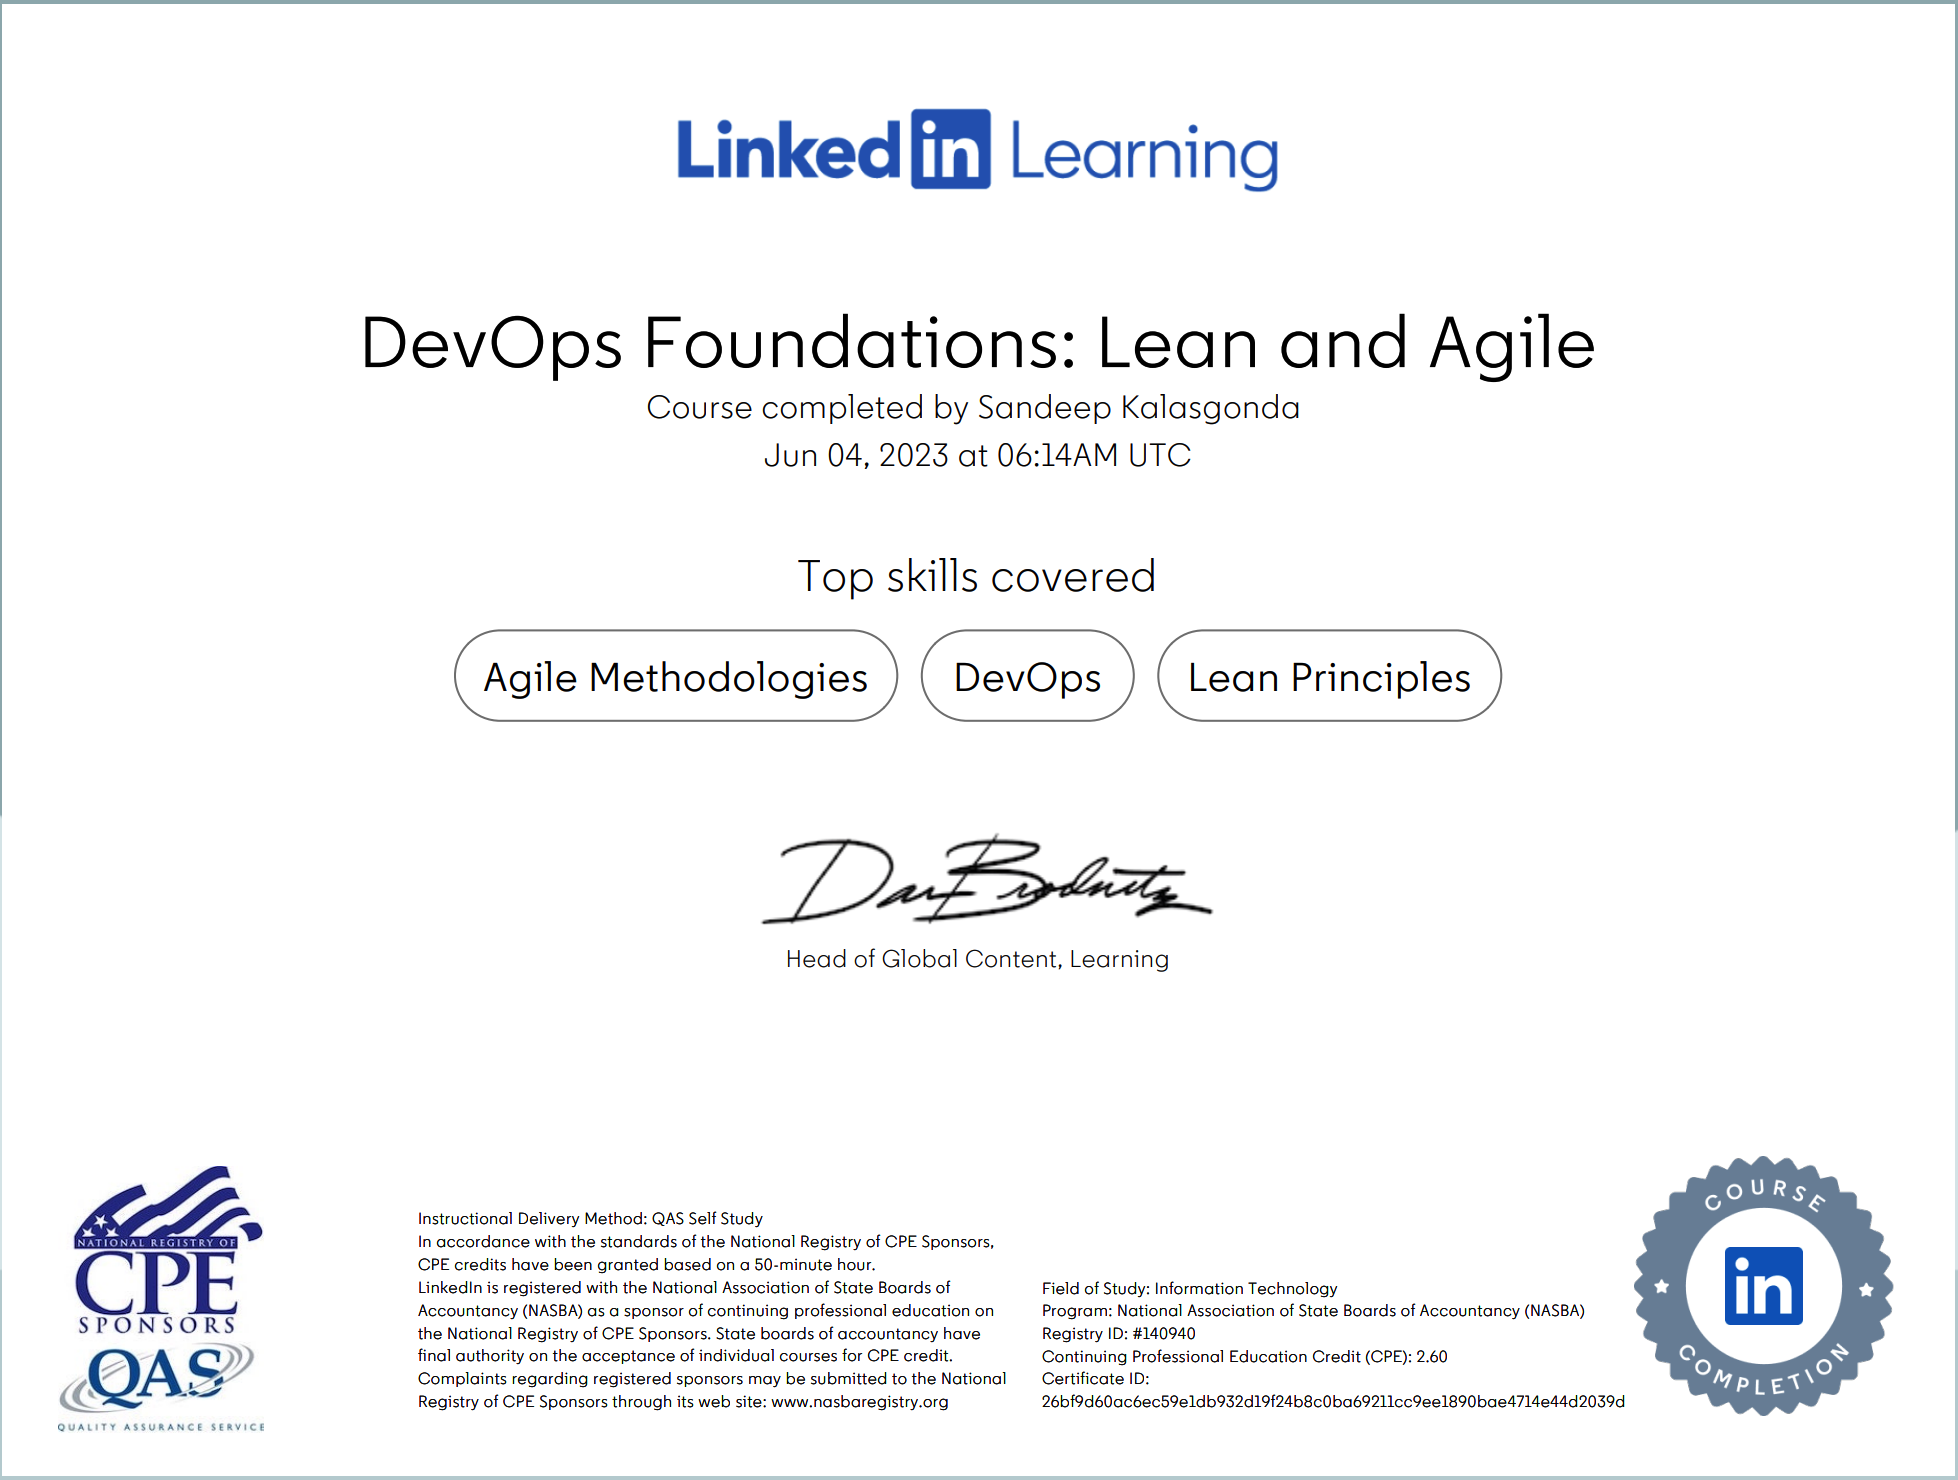 Linked in Learning
DevOps Foundations: Lean and Agile
Course completed by Sandeep Kalasgonda
Jun 04, 2023 at 06:14AM UTC
Top skills covered
Agile Methodologies
DevOps
Lean Principles
Dan Brodnitz
Head of Global Content, Learning
NATIONAL REGISTRY OF
CPE
SPONSORS
QAS
QUALITY ASSURANCE SERVICE
Instructional Delivery Method: QAS Self Study
In accordance with the standards of the National Registry of CPE Sponsors,
CPE credits have been granted based on a 50-minute hour.
LinkedIn is registered with the National Association of State Boards of
Accountancy (NASBA) as a sponsor of continuing professional education on
the National Registry of CPE Sponsors. State boards of accountancy have
final authority on the acceptance of individual courses for CPE credit.
Complaints regarding registered sponsors may be submitted to the National
Registry of CPE Sponsors through its web site: www.nasbaregistry.org
Field of Study: Information Technology
Program: National Association of State Boards of Accountancy (NASBA)
Registry ID: #140940
Continuing Professional Education Credit (CPE): 2.60
Certificate ID:
26bf9d60ac6ec59e1db932d19f24b8c0ba69211cc9ee1890bae4714e44d2039d
COURSE
in
COMPLETION